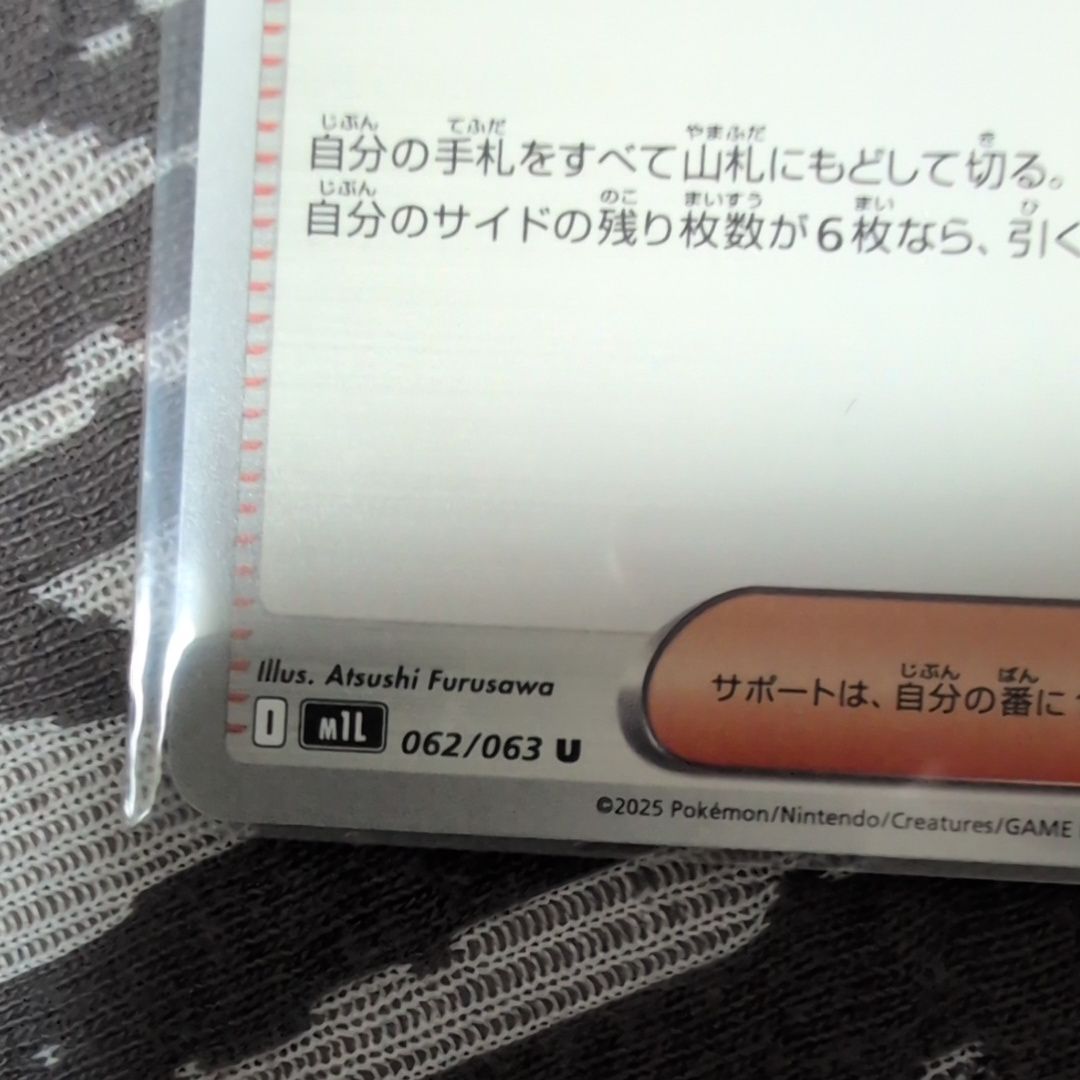 自分の手札をすべて山札にもどして切る。
自分のサイドの残り枚数が6枚なら、引く
Illus. Atsushi Furusawa
サポートは、自分の番に
I M1L 062/063 U
©2025 Pokémon/Nintendo/Creatures/GAME